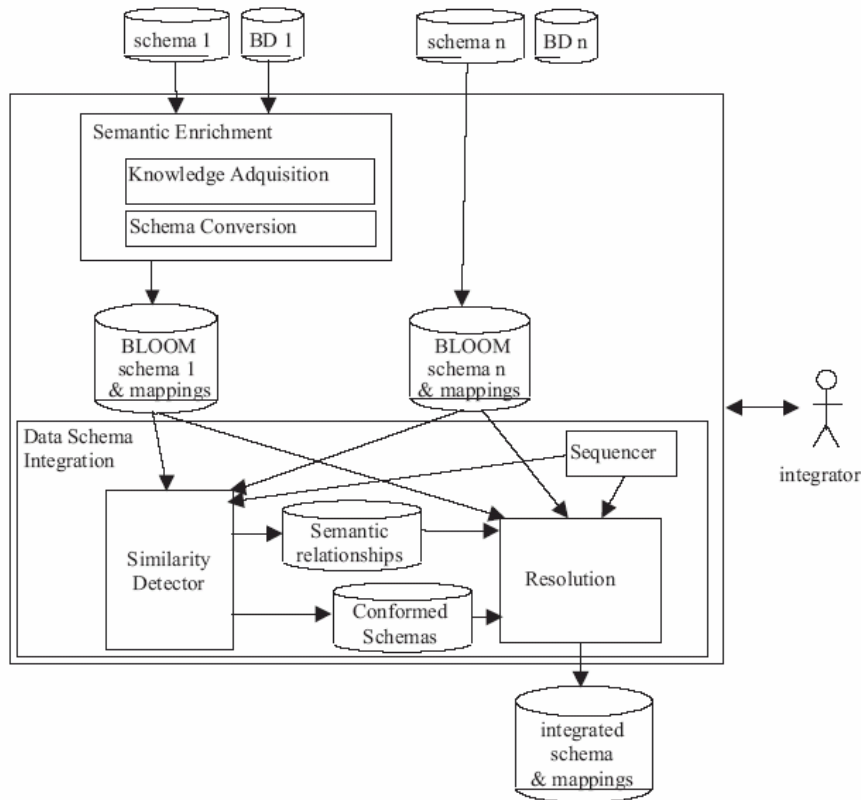 schema 1
BD 1
schema n
BD n
Semantic Enrichment
Knowledge Adquisition
Schema Conversion
BLOOM
schema 1
& mappings
BLOOM
schema n
& mappings
Data Schema
Integration
Sequencer
integrator
Similarity
Detector
Semantic
relationships
Conformed
Schemas
Resolution
integrated
schema
& mappings